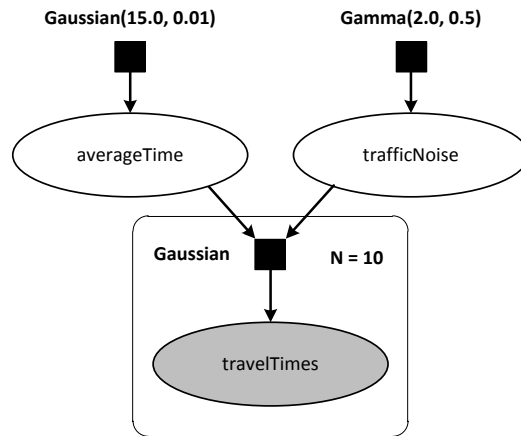 Gaussian(15.0, 0.01)
Gamma(2.0, 0.5)
averageTime
trafficNoise
Gaussian
N = 10
travelTimes